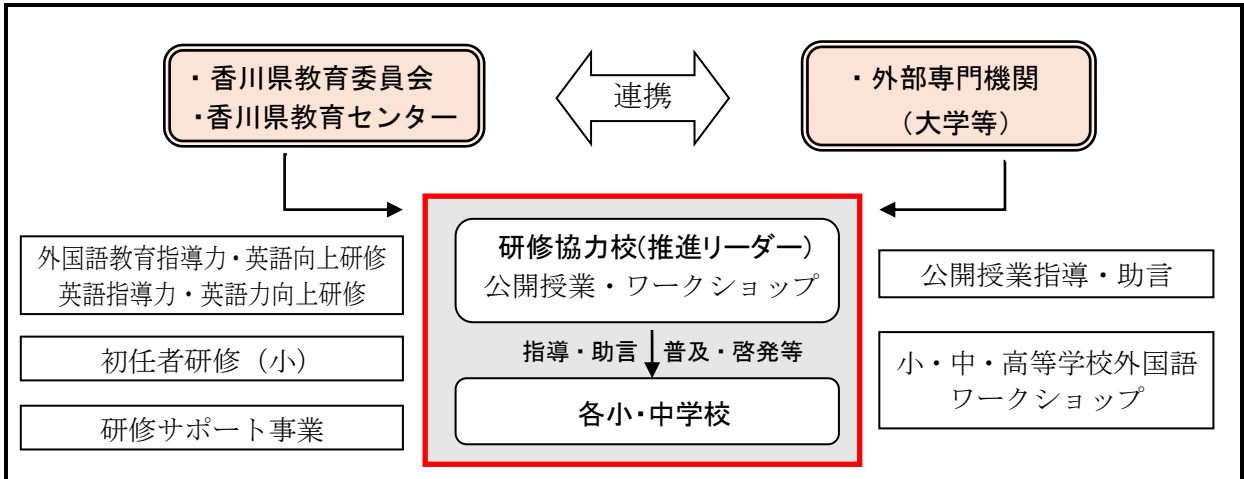 ・香川県教育委員会
・香川県教育センター
連携
・外部専門機関
（大学等）
外国語教育指導力・英語向上研修
英語指導力・英語力向上研修
初任者研修（小）
研修サポート事業
研修協力校(推進リーダー)
公開授業・ワークショップ
指導・助言
普及・啓発等
各小・中学校
公開授業指導・助言
小・中・高等学校外国語
ワークショップ